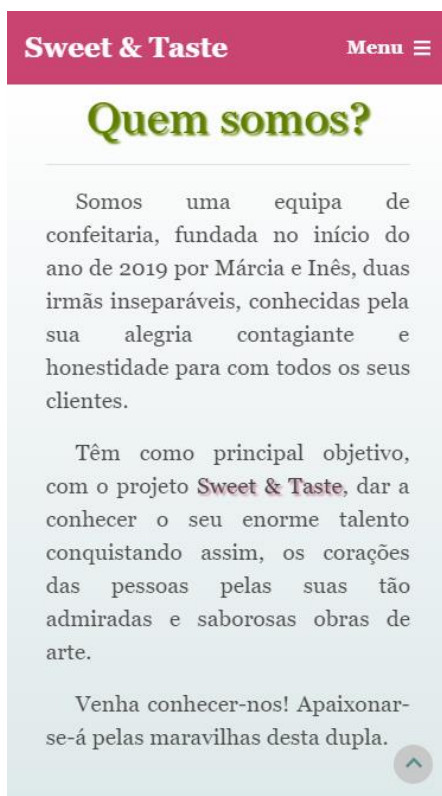 Sweet & Taste
Menu
Quem somos?
Somos uma equipa de
confeitaria, fundada no início do
ano de 2019 por Márcia e Inês, duas
irmãs inseparáveis, conhecidas pela
sua alegria contagiante e
honestidade para com todos os seus
clientes.
Têm como principal objetivo,
com o projeto Sweet & Taste, dar a
conhecer o seu enorme talento
conquistando assim, os corações
das pessoas pelas suas tão
admiradas e saborosas obras de
arte.
Venha conhecer-nos! Apaixonar-
se-á pelas maravilhas desta dupla.